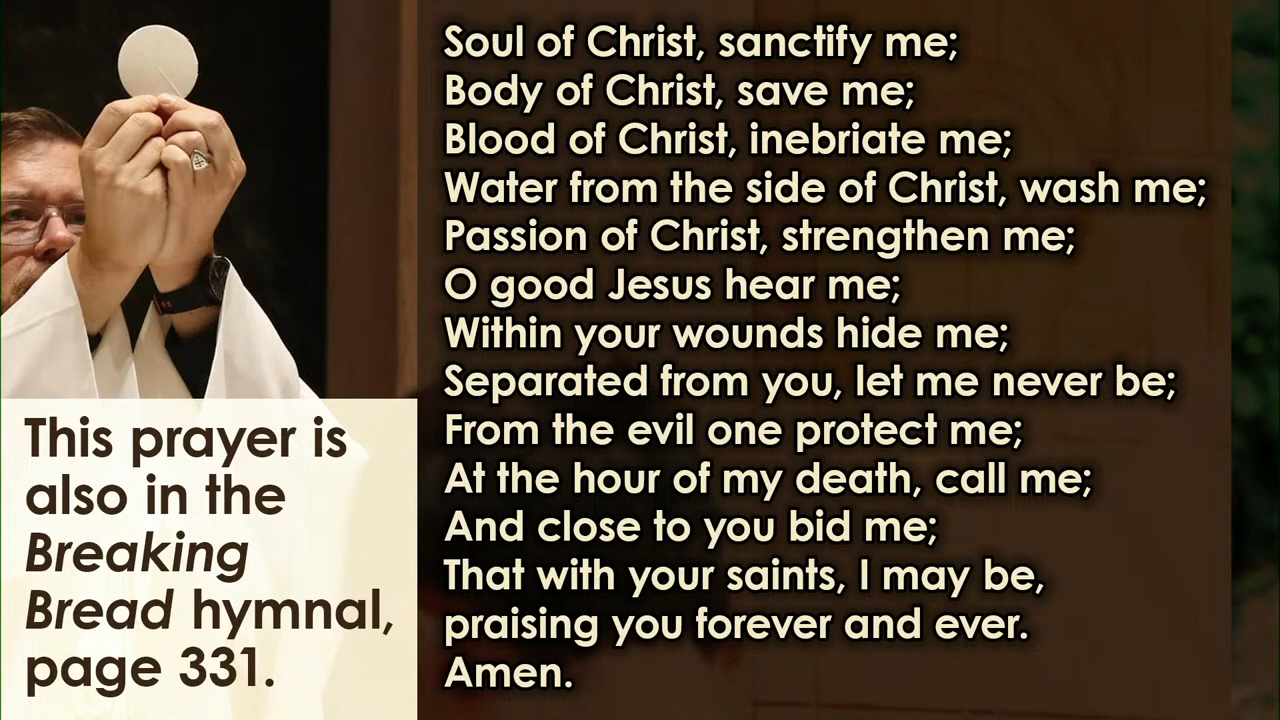 Soul of Christ, sanctify me;
Body of Christ, save me;
Blood of Christ, inebriate me;
Water from the side of Christ, wash me;
Passion of Christ, strengthen me;
O good Jesus hear me;
Within your wounds hide me;
Separated from you, let me never be;
From the evil one protect me;
At the hour of my death, call me;
And close to you bid me;
That with your saints, I may be,
praising you forever and ever.
Amen.
This prayer is
also in the
Breaking
Bread hymnal,
page 331.